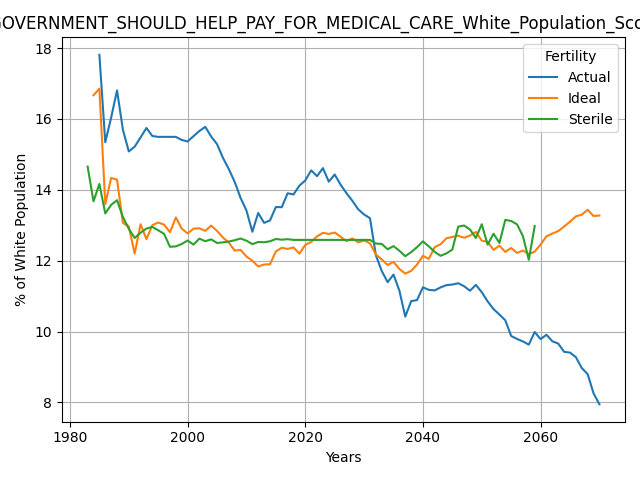 GOVERNMENT_SHOULD_HELP_PAY_FOR_MEDICAL_CARE_White_Population_Sco
Fertility
Actual
Ideal
Sterile
% of White Population
18
16
14
12
10
8
1980
2000
2020
2040
2060
Years